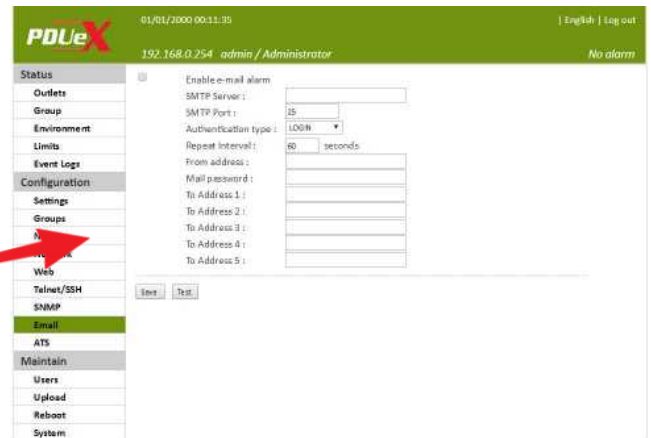 PDUeX
01/01/2000 00:11:35
| English | Log out
192.168.0.254 admin / Administrator
No alarm
Status
Outlets
Group
Environment
Limits
Event Logs
Configuration
Settings
Groups
Web
Telnet/SSH
SNMP
Email
ATS
Maintain
Users
Upload
Reboot
System
Enable e-mail alarm
SMTP Server :
SMTP Port : 25
Authentication type : LOGIN
Repeat Interval : 60 seconds
From address :
Mail password :
To Address 1 :
To Address 2 :
To Address 3 :
To Address 4 :
To Address 5 :
Save Test